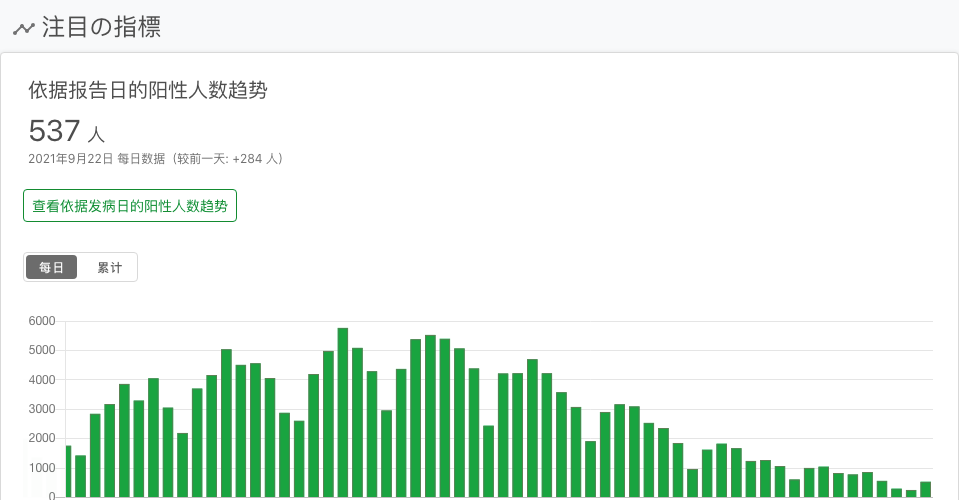 注目の指標
依据报告日的阳性人数趋势
537 人
2021年9月22日 每日数据（较前一天: +284 人）
查看依据发病日的阳性人数趋势
每日 累计
6000
5000
4000
3000
2000
1000
0